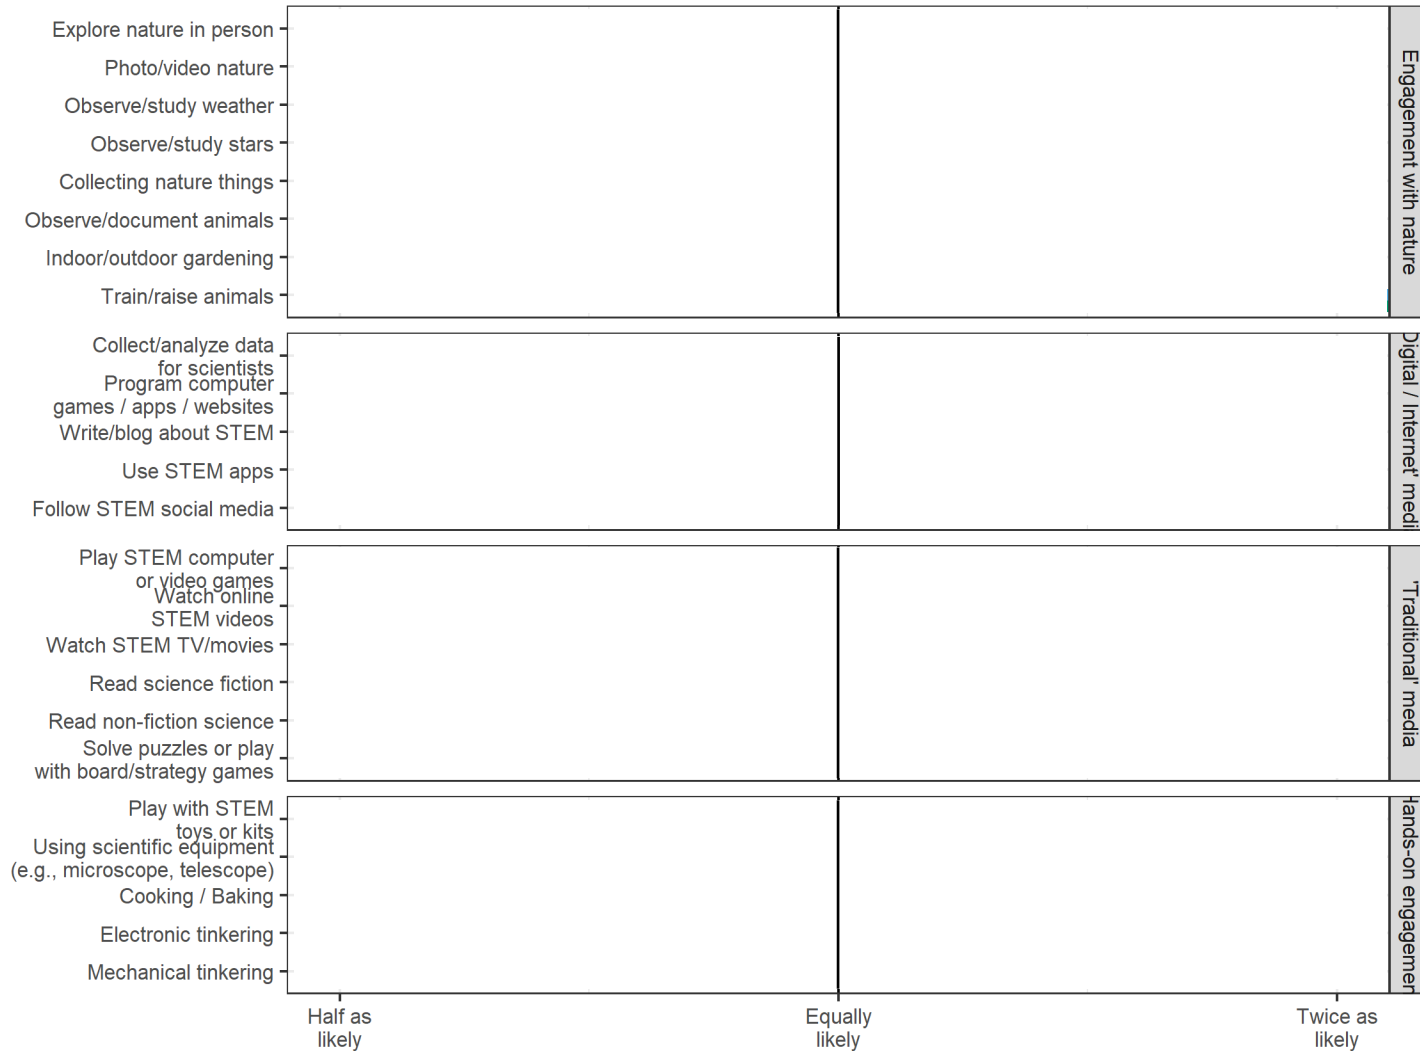 Explore nature in person
Photo/video nature
Observe/study weather
Observe/study stars
Collecting nature things
Observe/document animals
Indoor/outdoor gardening
Train/raise animals
Engagement with nature
Collect/analyze data
for scientists
Program computer
games / apps / websites
Write/blog about STEM
Use STEM apps
Follow STEM social media
Digital / Internet' medi
Play STEM computer
or video games
Watch online
STEM videos
Watch STEM TV/movies
Read science fiction
Read non-fiction science
Solve puzzles or play
with board/strategy games
'Traditional' media
Play with STEM
toys or kits
Using scientific equipment
(e.g., microscope, telescope)
Cooking / Baking
Electronic tinkering
Mechanical tinkering
Hands-on engagemen
Half as
likely
Equally
likely
Twice as
likely